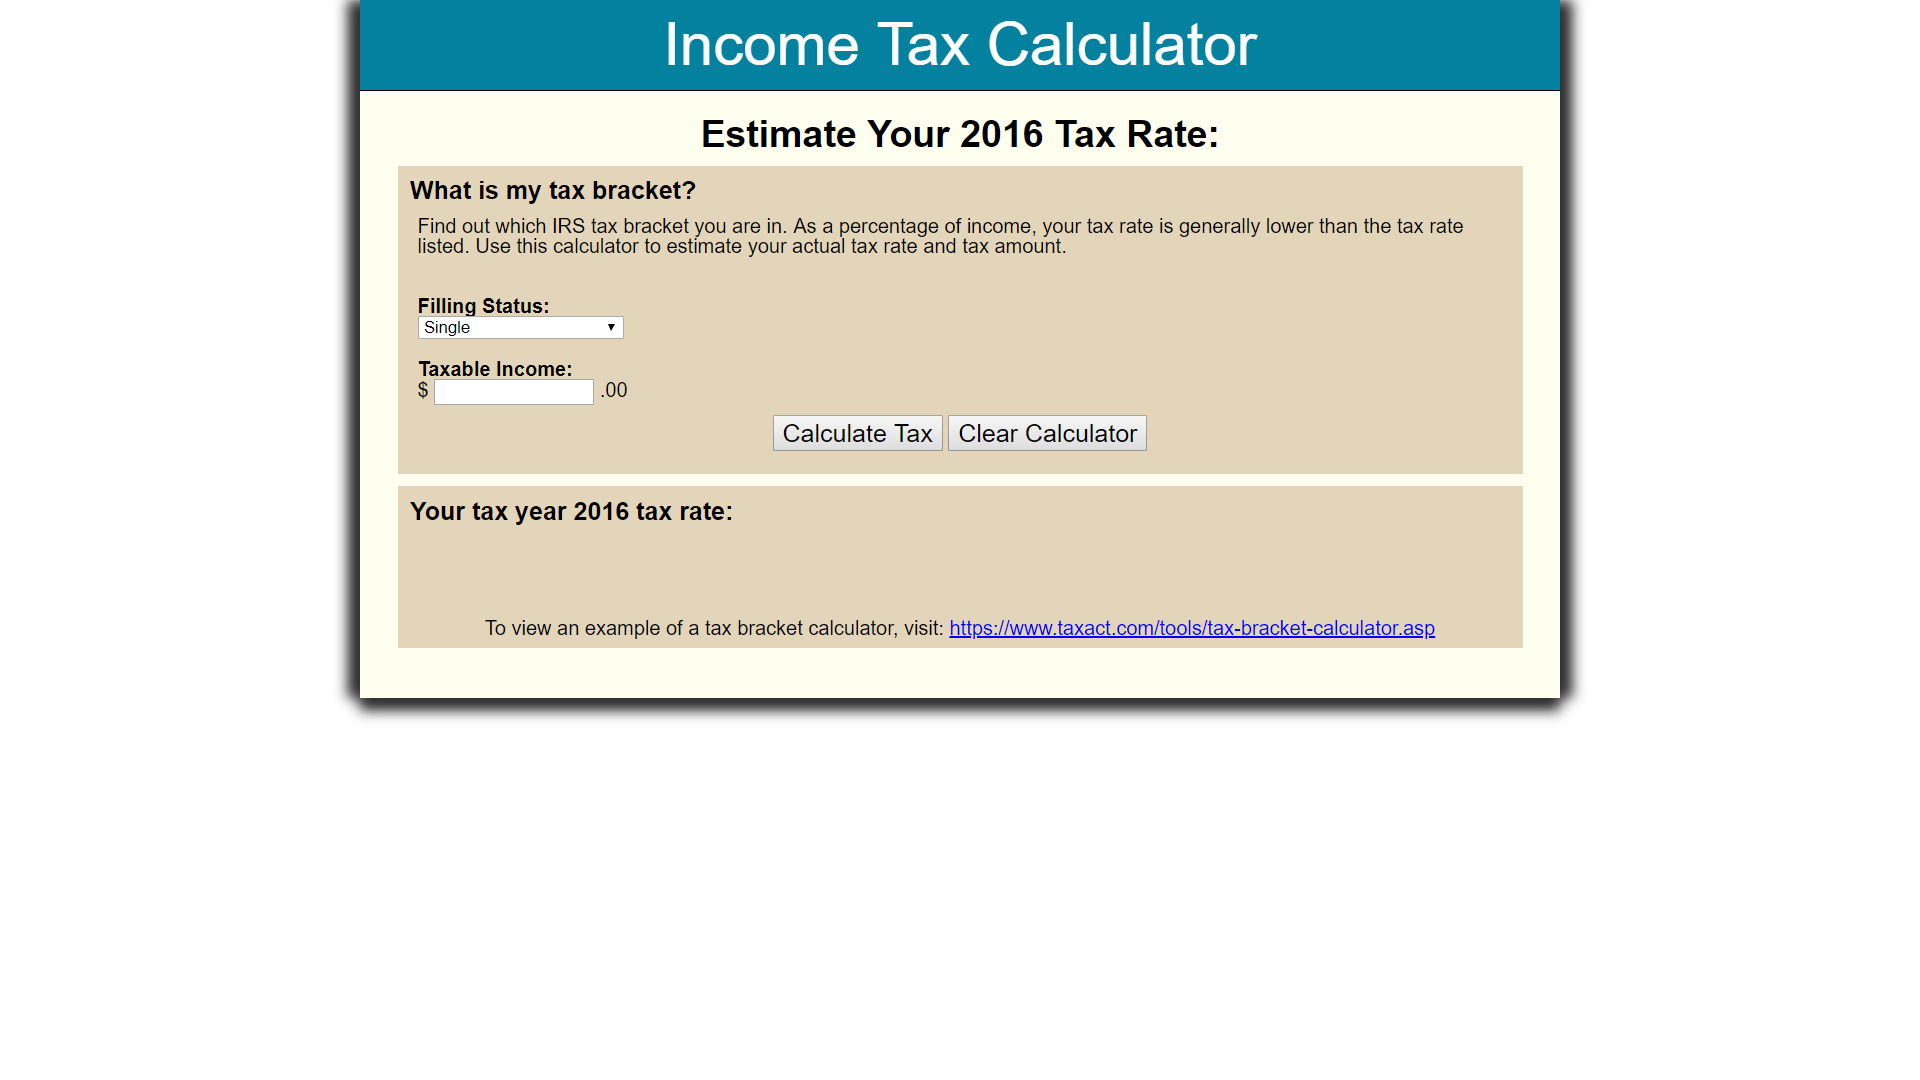 Income Tax Calculator
Estimate Your 2016 Tax Rate:
What is my tax bracket?
Find out which IRS tax bracket you are in. As a percentage of income, your tax rate is generally lower than the tax rate
listed. Use this calculator to estimate your actual tax rate and tax amount.
Filling Status:
Single
Taxable Income:
$ .00
Calculate Tax Clear Calculator
Your tax year 2016 tax rate:
To view an example of a tax bracket calculator, visit: https://www.taxact.com/tools/tax-bracket-calculator.asp